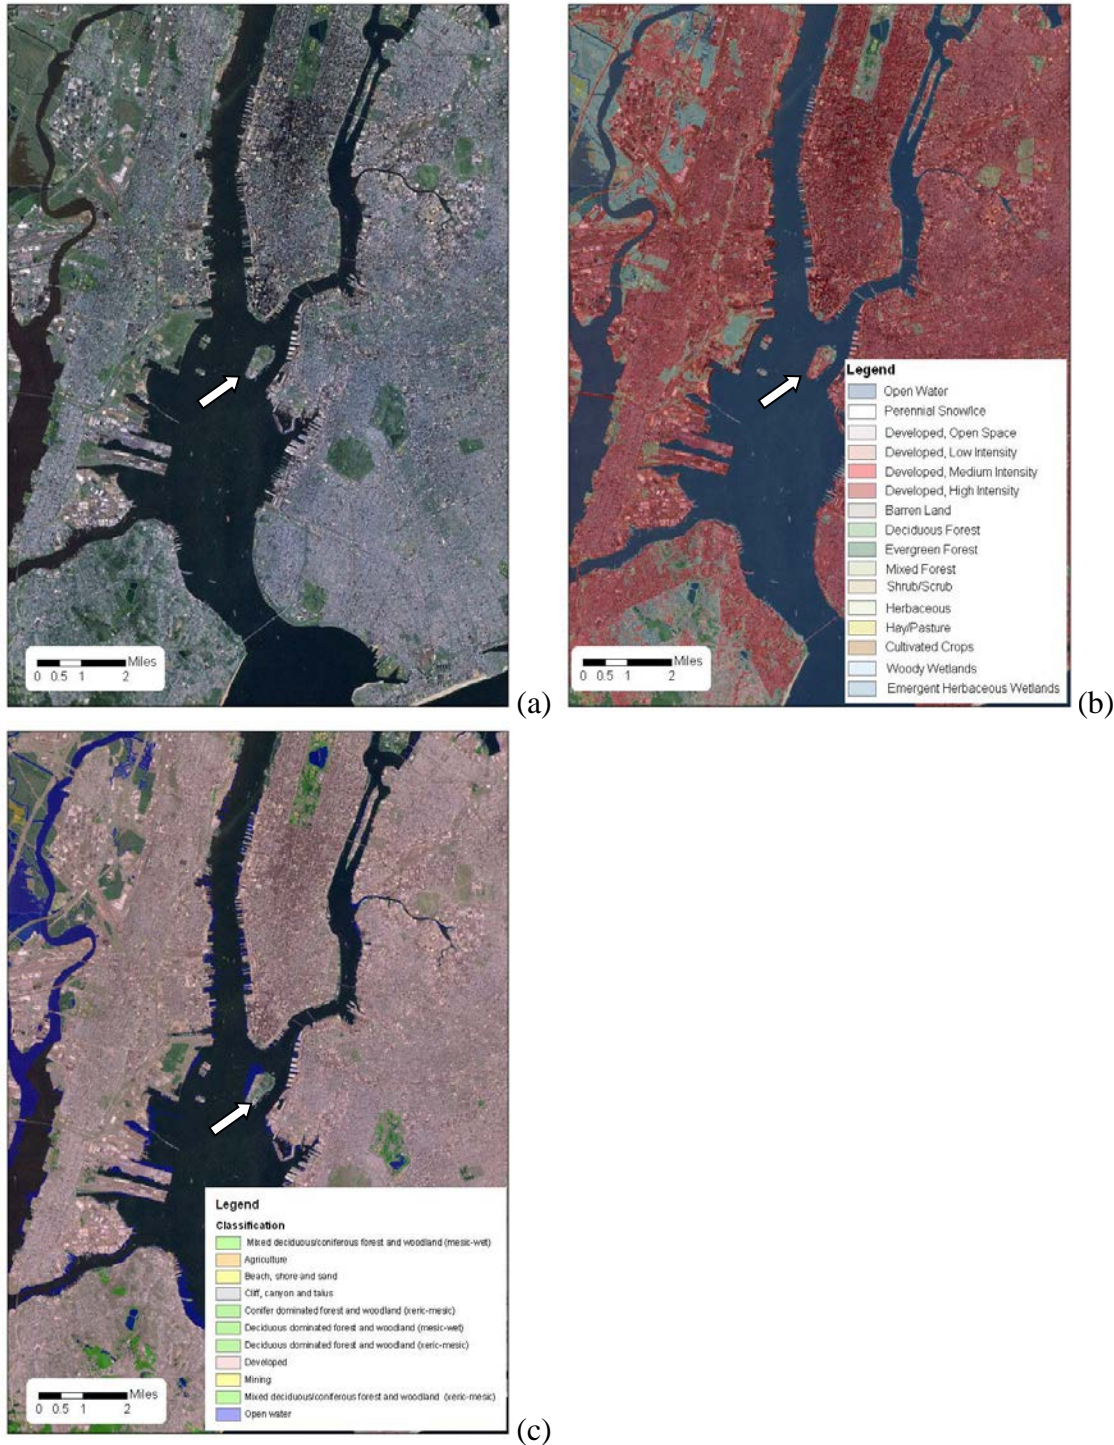 Miles
0 0.5 1 2
(a)
Legend
Open Water
Perennial Snow/Ice
Developed, Open Space
Developed, Low Intensity
Developed, Medium Intensity
Developed, High Intensity
Barren Land
Deciduous Forest
Evergreen Forest
Mixed Forest
Shrub/Scrub
Herbaceous
Hay/Pasture
Cultivated Crops
Woody Wetlands
Emergent Herbaceous Wetlands
Miles
0 0.5 1 2
(b)
Legend
Classification
Mixed deciduous/coniferous forest and woodland (mesic-wet)
Agriculture
Beach, shore and sand
Cliff, canyon and talus
Conifer dominated forest and woodland (xeric-mesic)
Deciduous dominated forest and woodland (mesic-wet)
Deciduous dominated forest and woodland (xeric-mesic)
Developed
Mining
Mixed deciduous/coniferous forest and woodland (xeric-mesic)
Open water
Miles
0 0.5 1 2
(c)